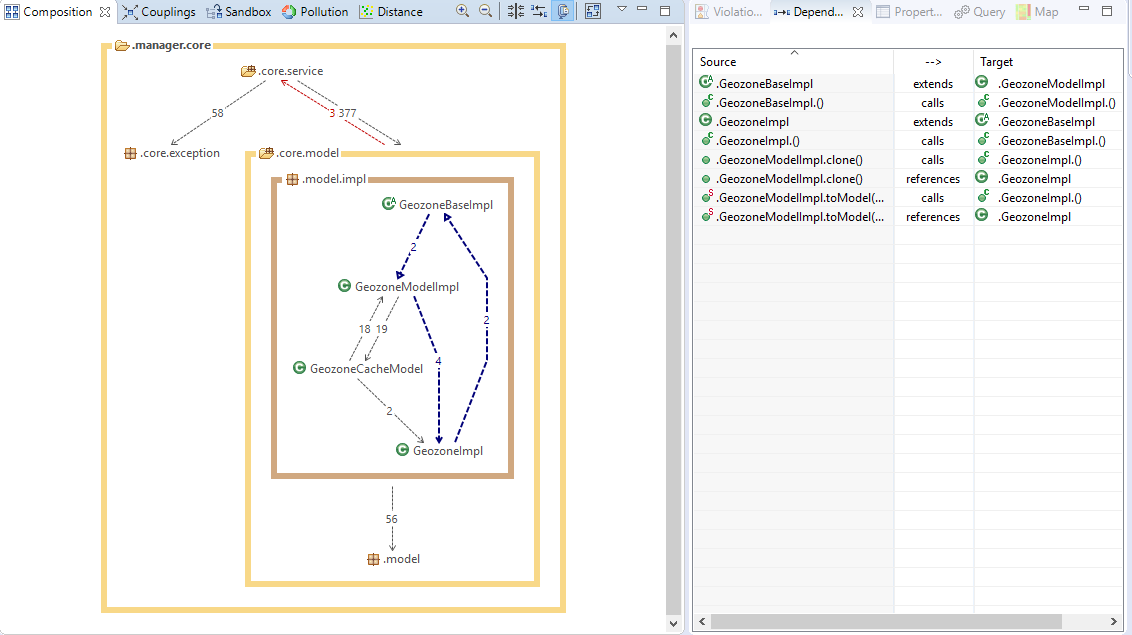 Composition Couplings Sandbox Pollution Distance
Violatio... Depend... Propert... Query Map
.manager.core
.core.service
58
3 377
.core.exception
.core.model
.model.impl
GeozoneBaseImpl
2
GeozoneModelImpl
18 19
2
4
GeozoneCacheModel
2
GeozoneImpl
56
.model
Source --> Target
.GeozoneBaseImpl extends .GeozoneModelImpl
.GeozoneBaseImpl.() calls .GeozoneModelImpl.()
.GeozoneImpl extends .GeozoneBaseImpl
.GeozoneImpl.() calls .GeozoneBaseImpl.()
.GeozoneModelImpl.clone() calls .GeozoneImpl.()
.GeozoneModelImpl.clone() references .GeozoneImpl
.GeozoneModelImpl.toModel(... calls .GeozoneImpl.()
.GeozoneModelImpl.toModel(... references .GeozoneImpl